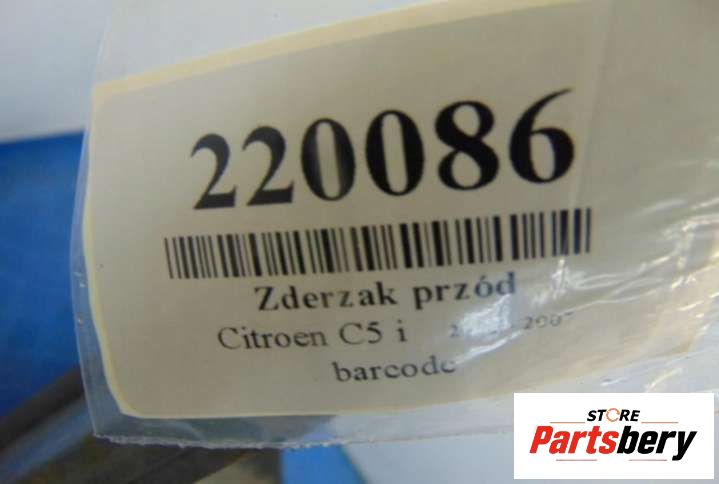 220086
Zderzak przód
Citroen C5 i
barcode
STORE
Partsbery